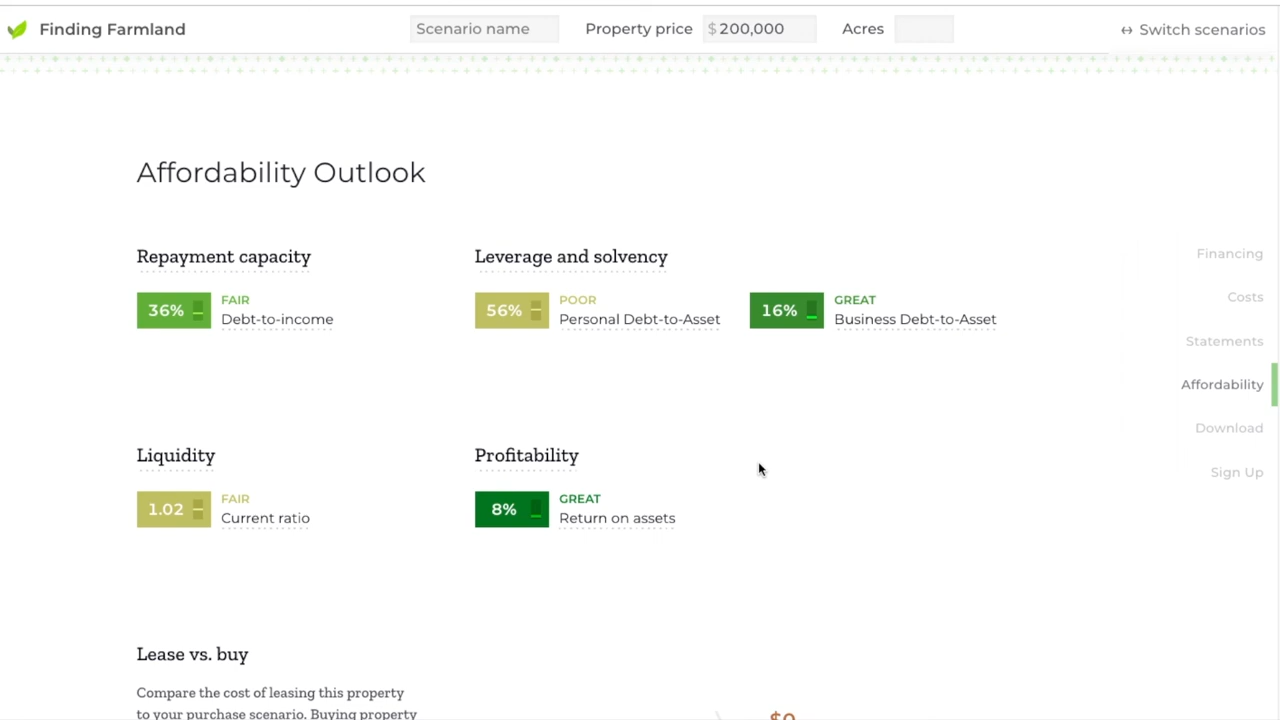 Finding Farmland
Scenario name
Property price
$ 200,000
Acres
↔ Switch scenarios
Affordability Outlook
Repayment capacity
36%
FAIR
Debt-to-income
Leverage and solvency
56%
POOR
Personal Debt-to-Asset
16%
GREAT
Business Debt-to-Asset
Liquidity
1.02
FAIR
Current ratio
Profitability
8%
GREAT
Return on assets
Lease vs. buy
Compare the cost of leasing this property
to your purchase scenario. Buying property
$0
Financing
Costs
Statements
Affordability
Download
Sign Up